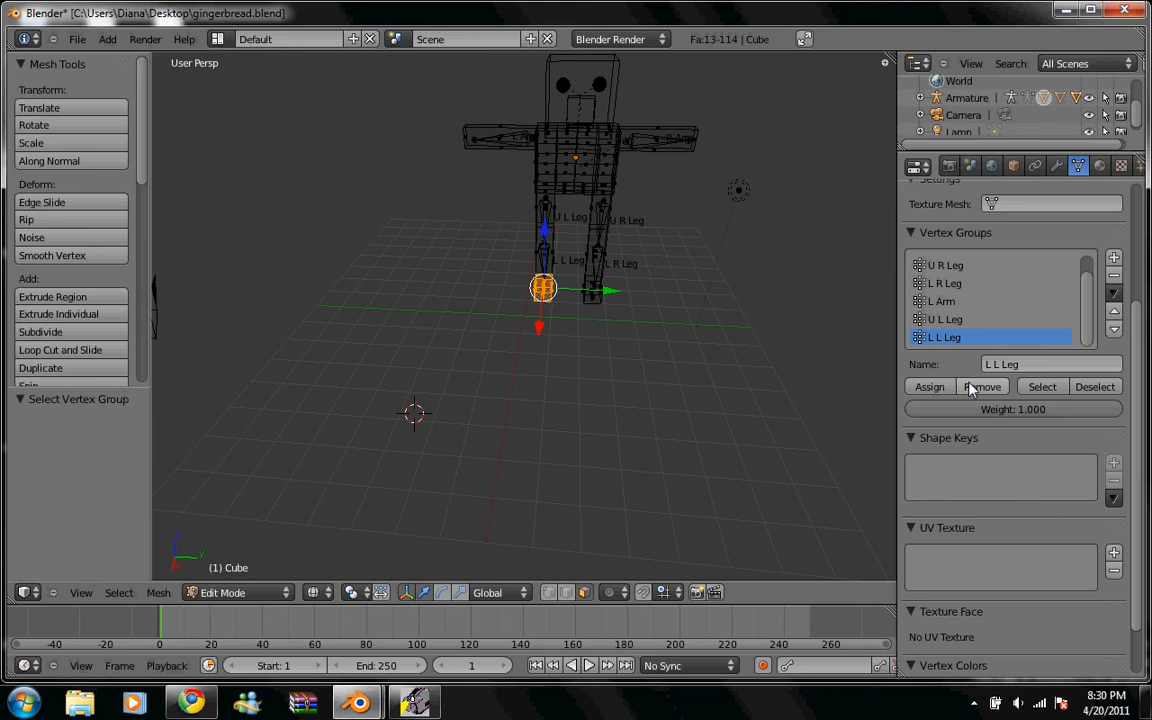 Blender* [C:\Users\Diana\Desktop\gingerbread.blend]
File Add Render Help Default Scene Blender Render Fa:13-114 | Cube
View Search All Scenes
World
Armature
Camera
Lamp
Mesh Tools
Transform:
Translate
Rotate
Scale
Along Normal
Deform:
Edge Slide
Rip
Noise
Smooth Vertex
Add:
Extrude Region
Extrude Individual
Subdivide
Loop Cut and Slide
Duplicate
Spin
Select Vertex Group
User Persp
R Arm
U L Leg
U R Leg
L L Leg
L R Leg
(1) Cube
Settings
Texture Mesh:
Vertex Groups
U R Leg
L R Leg
L Arm
U L Leg
L L Leg
Name: L L Leg
Assign Remove Select Deselect
Weight: 1.000
Shape Keys
UV Texture
Texture Face
No UV Texture
Vertex Colors
View Select Mesh Edit Mode Global
-40 -20 0 20 40 60 80 100 120 140 160 180 200 220 240 260
View Frame Playback Start: 1 End: 250 1 No Sync
8:30 PM
4/20/2011